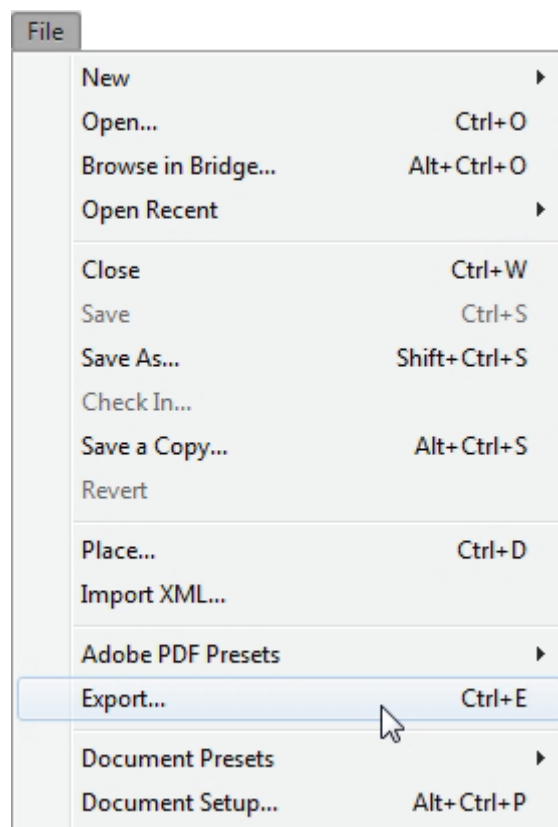 File
New
Open... Ctrl+O
Browse in Bridge... Alt+Ctrl+O
Open Recent
Close Ctrl+W
Save Ctrl+S
Save As... Shift+Ctrl+S
Check In...
Save a Copy... Alt+Ctrl+S
Revert
Place... Ctrl+D
Import XML...
Adobe PDF Presets
Export... Ctrl+E
Document Presets
Document Setup... Alt+Ctrl+P